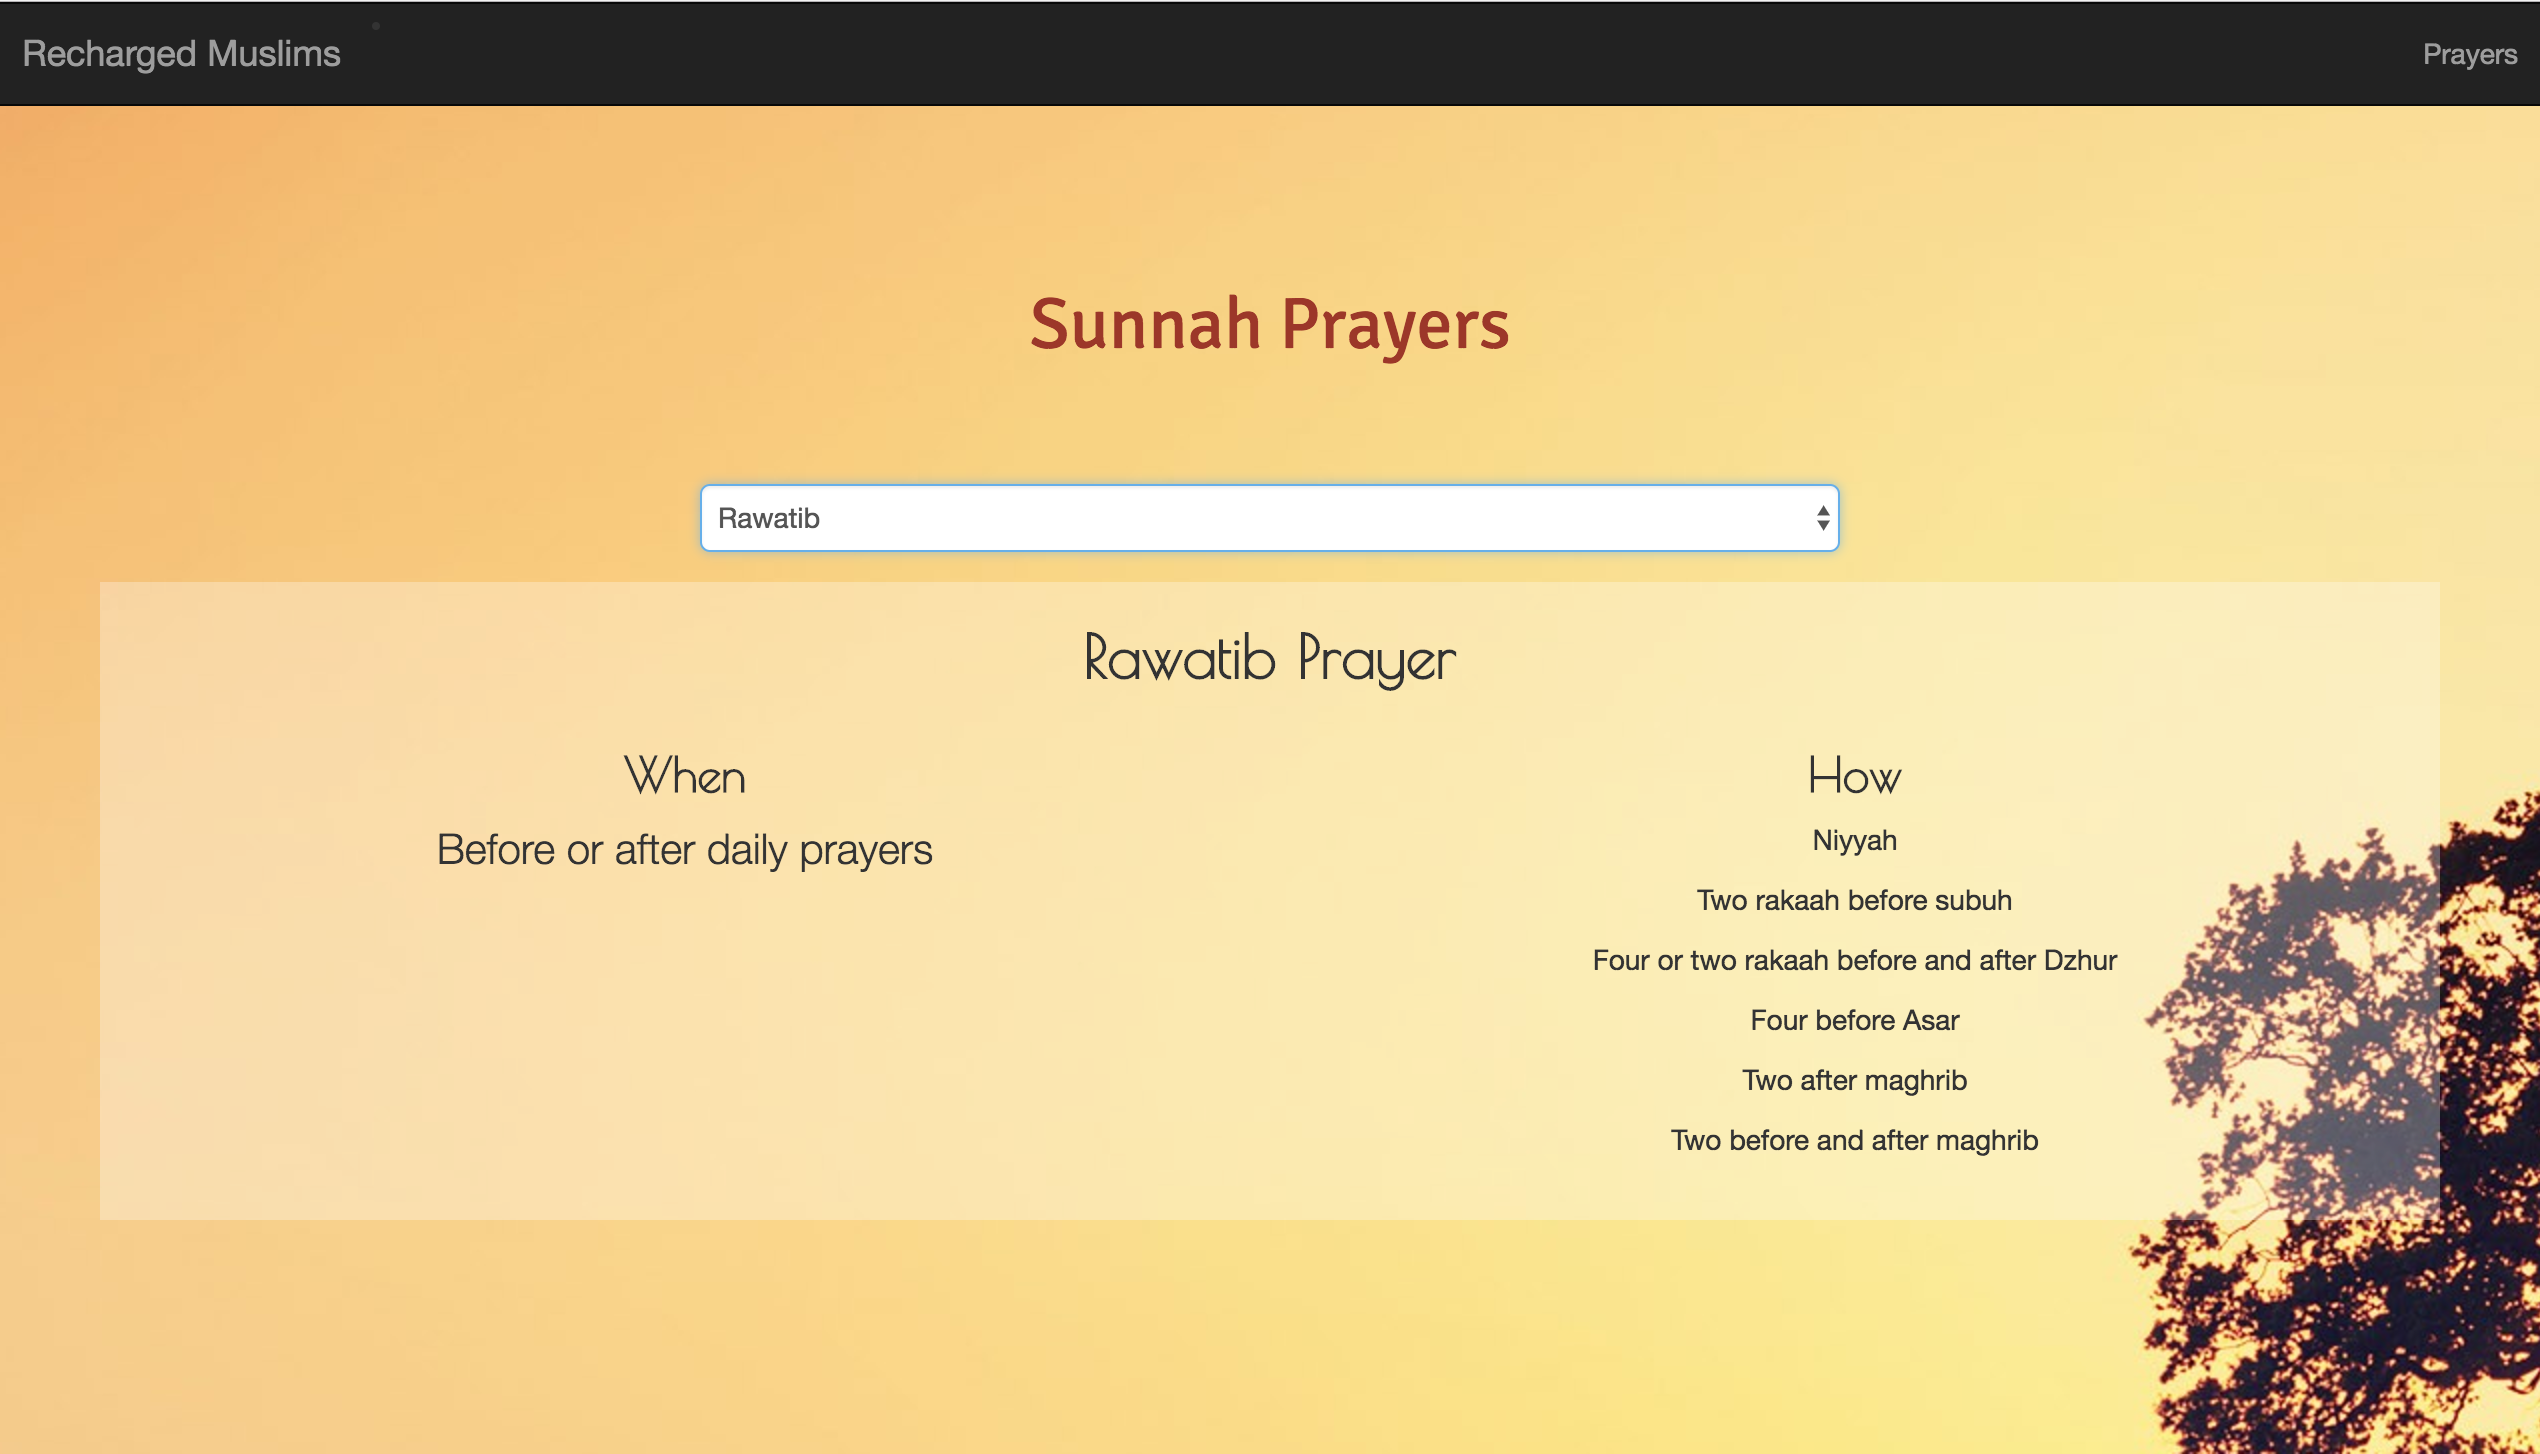 Recharged Muslims
Prayers
Sunnah Prayers
Rawatib
Rawatib Prayer
When
Before or after daily prayers
How
Niyyah
Two rakaah before subuh
Four or two rakaah before and after Dzhur
Four before Asar
Two after maghrib
Two before and after maghrib